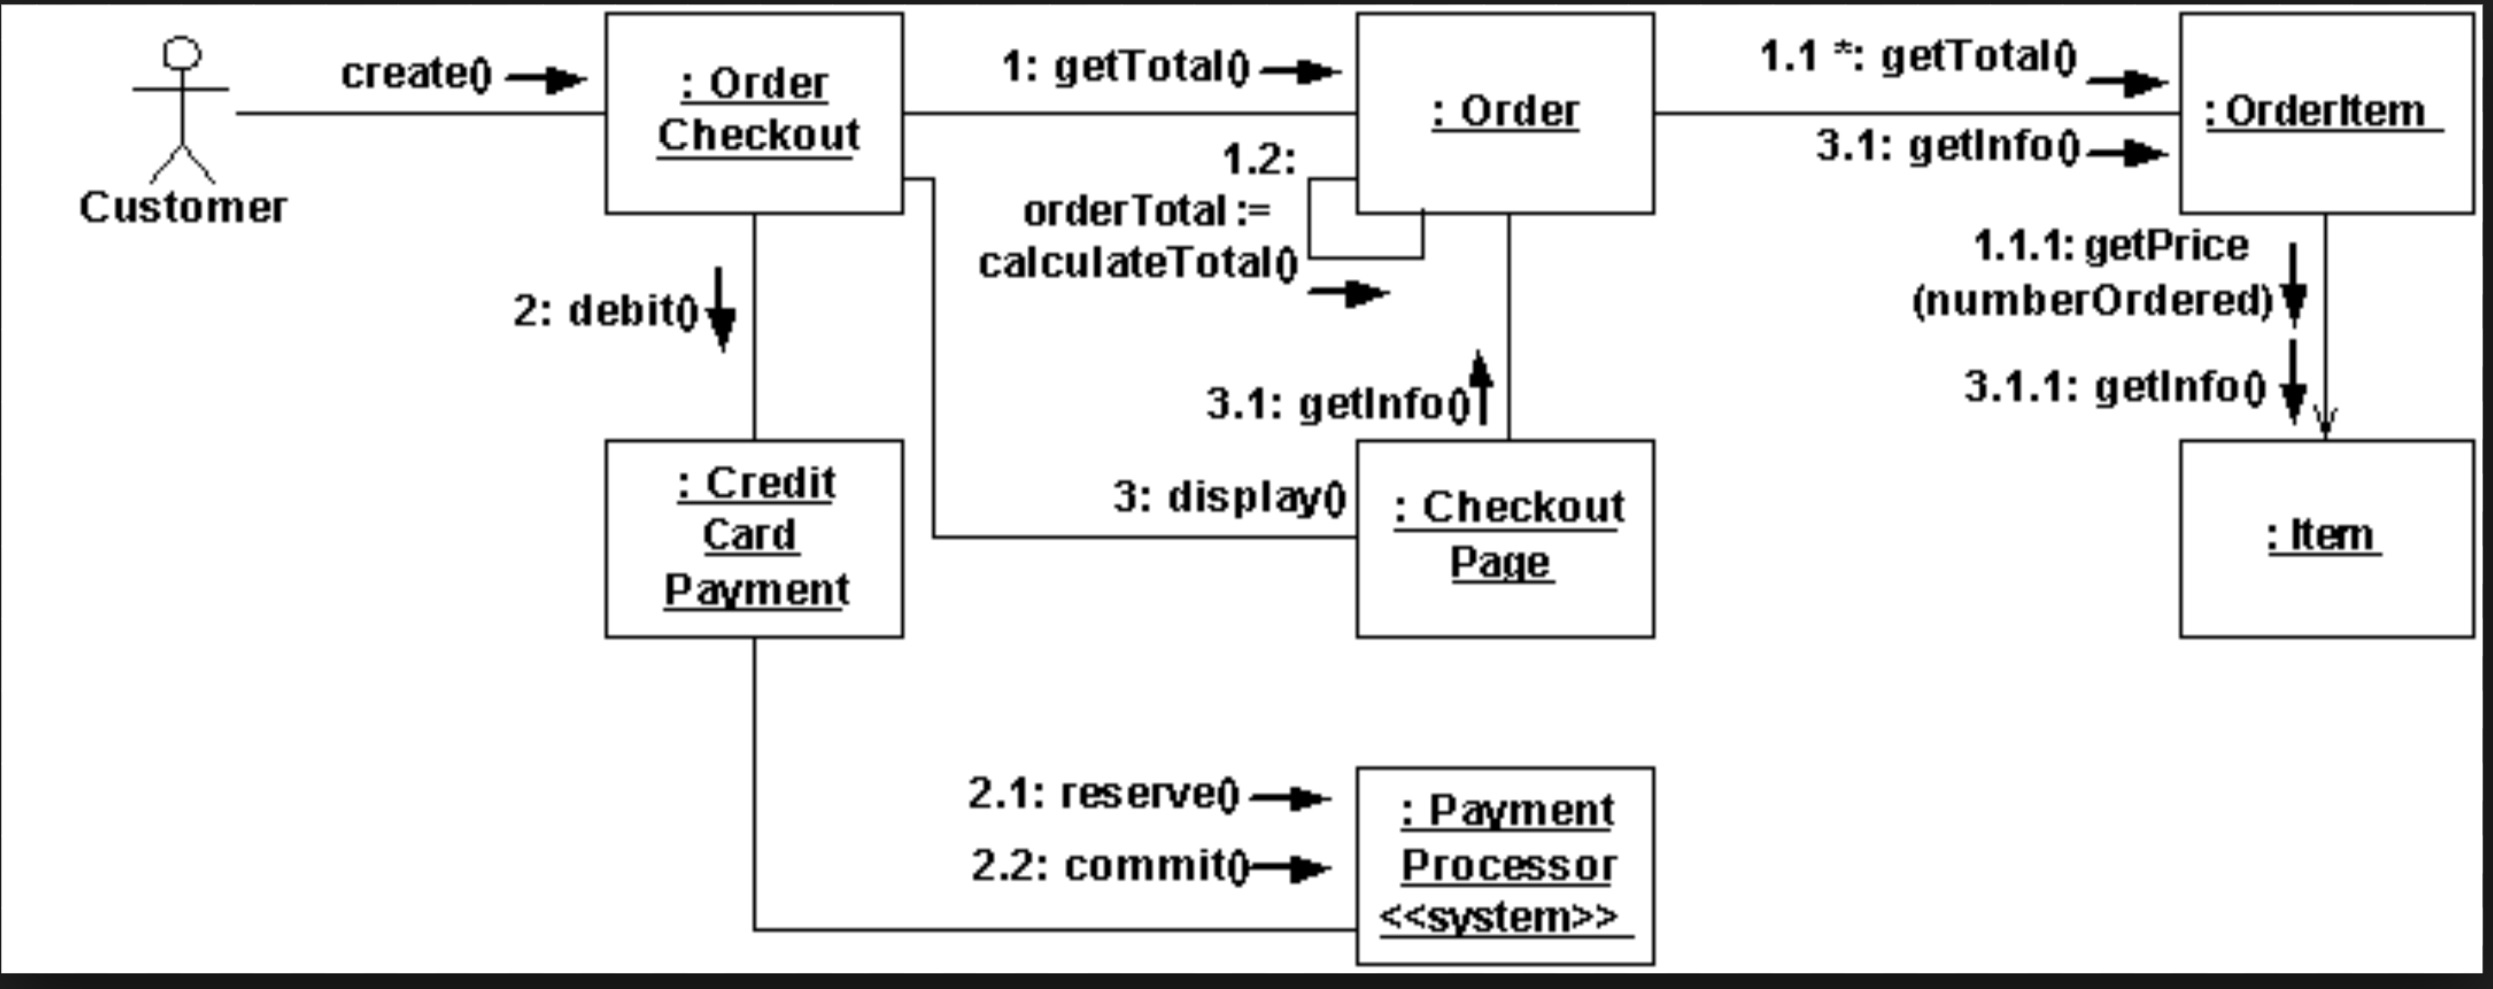 create()
: Order
Checkout
1: getTotal()
: Order
1.1 *: getTotal()
: OrderItem
3.1: getInfo()
Customer
1.2:
orderTotal :=
calculateTotal()
2: debit()
1.1.1: getPrice
(numberOrdered)
3.1: getInfo()
3.1.1: getInfo()
: Credit
Card
Payment
3: display()
: Checkout
Page
: Item
2.1: reserve()
2.2: commit()
: Payment
Processor
<<system>>